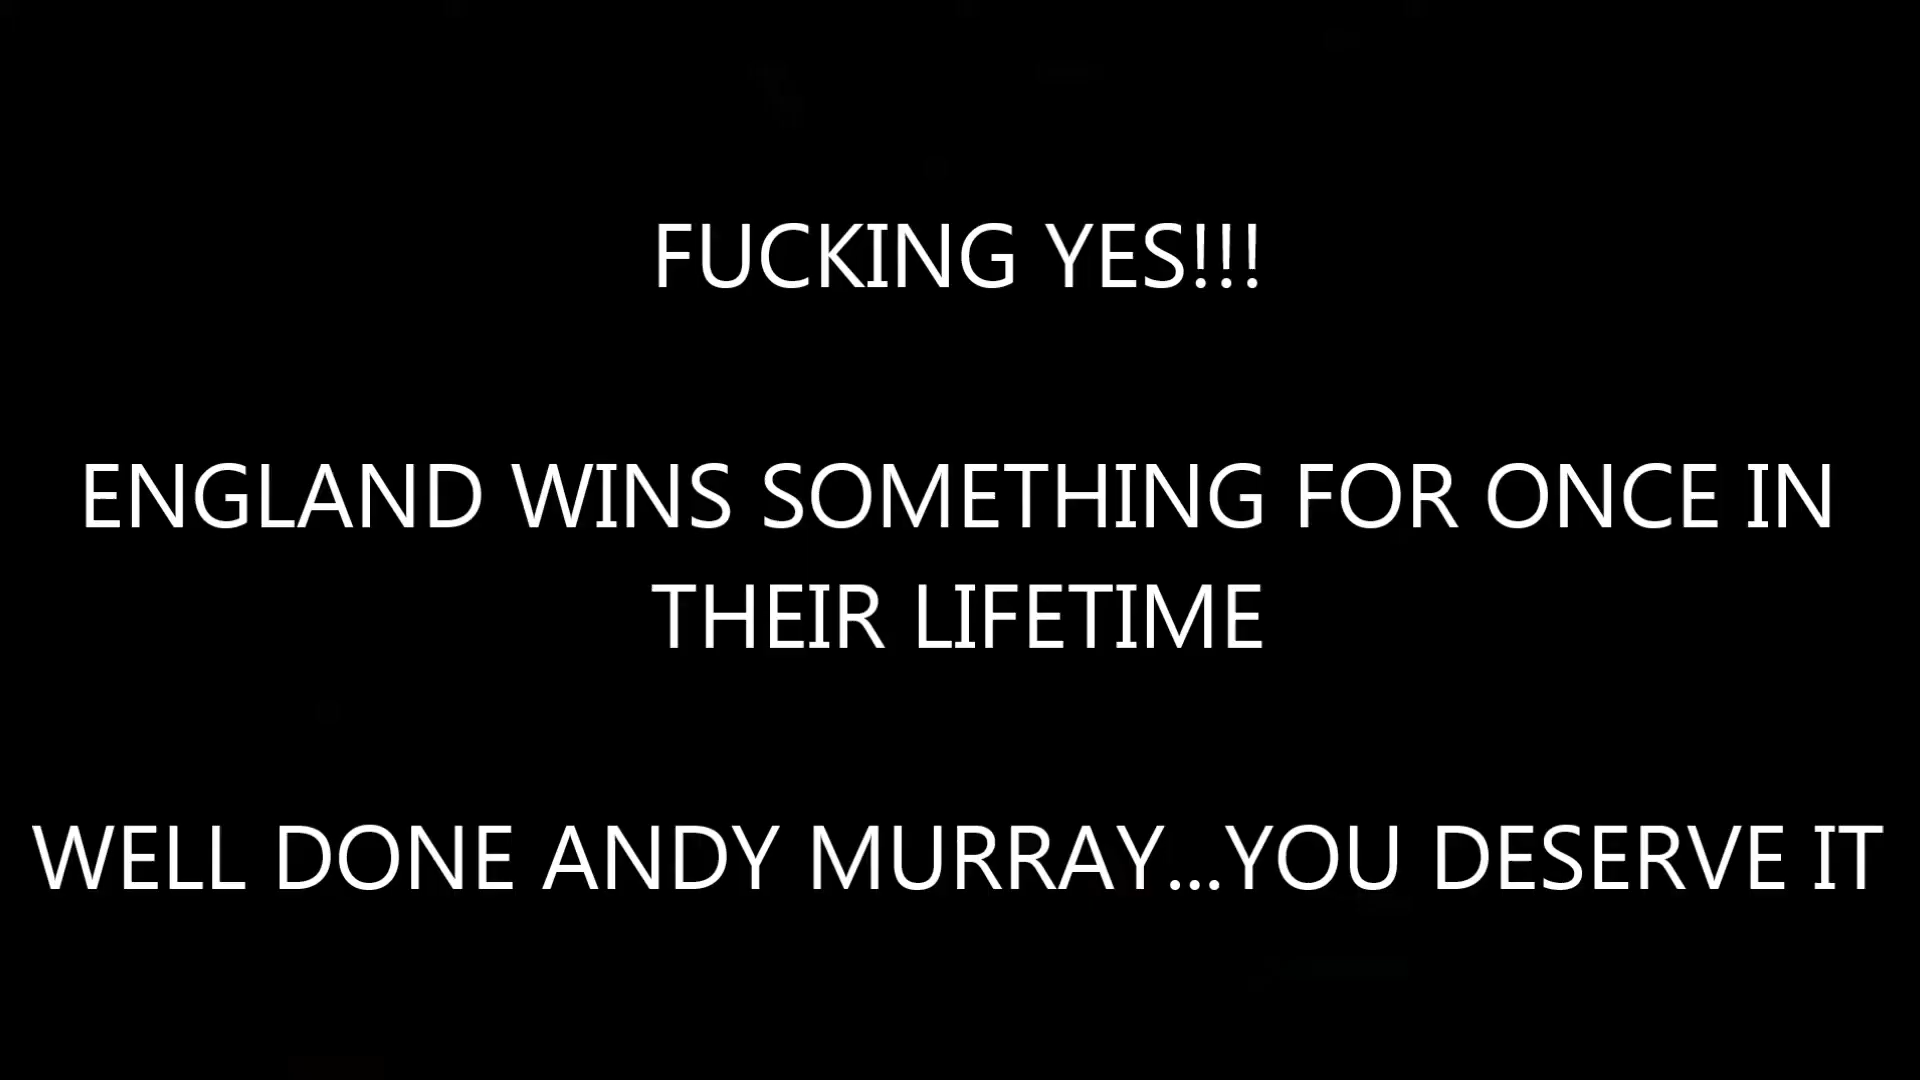 FUCKING YES!!!
ENGLAND WINS SOMETHING FOR ONCE IN
THEIR LIFETIME
WELL DONE ANDY MURRAY...YOU DESERVE IT